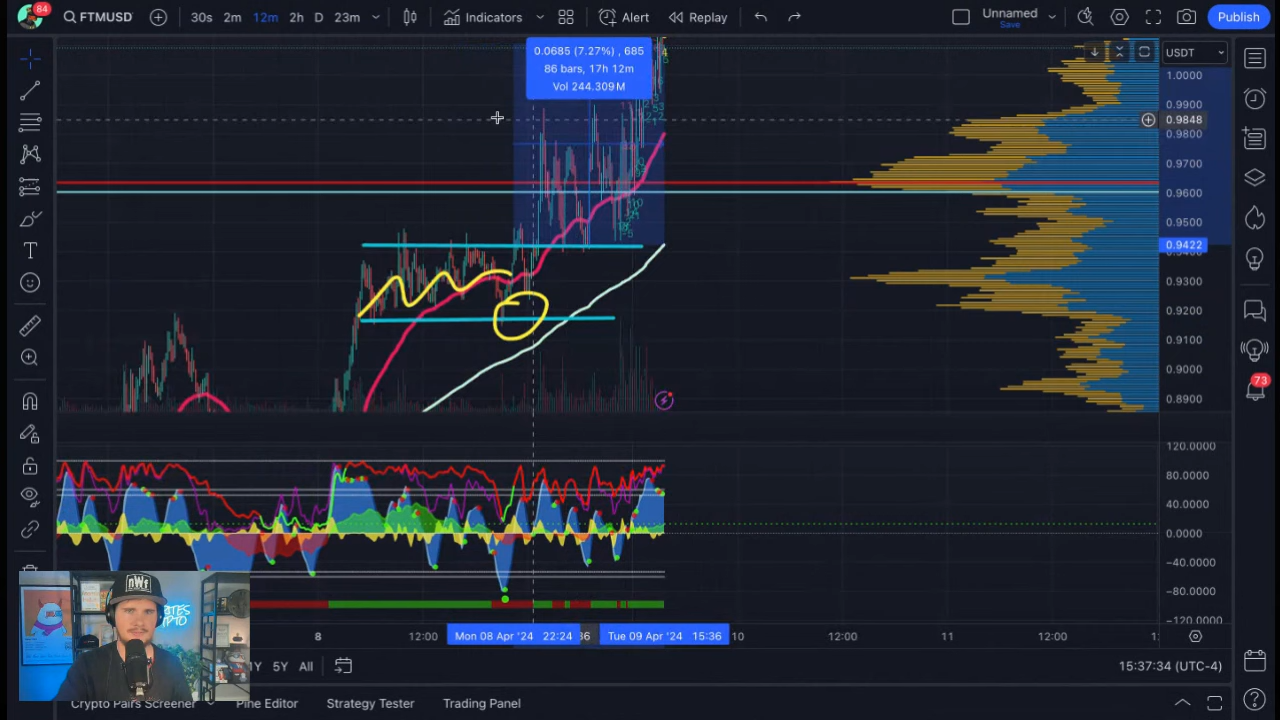 84
FTMUSD
30s 2m 12m 2h D 23m
Indicators
Alert
Replay
Unnamed
Save
Publish
0.0685 (7.27%) , 685
86 bars, 17h 12m
Vol 244.309M
USDT
1.0000
0.9900
0.9848
0.9800
0.9700
0.9600
0.9500
0.9422
0.9300
0.9200
0.9100
0.9000
0.8900
73
120.0000
80.0000
40.0000
0.0000
-40.0000
-80.0000
-120.0000
8 12:00 Mon 08 Apr '24 22:24 Tue 09 Apr '24 15:36 10 12:00 11 12:00
5Y All
15:37:34 (UTC-4)
Crypto Pairs Screener Pine Editor Strategy Tester Trading Panel